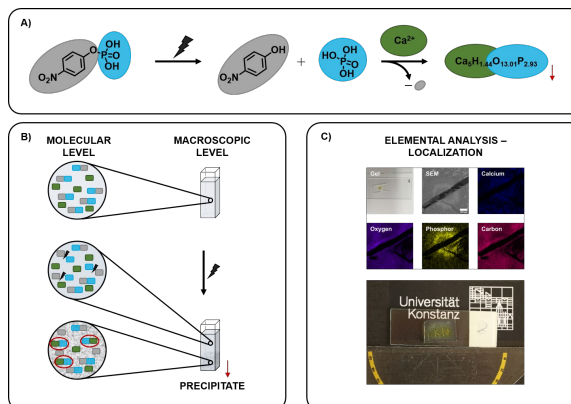 A)
O
OH
P=O
OH
O₂N
OH
O₂N
+
OH
HO-P=O
OH
Ca²⁺
–
Ca₅H₁.₄₄O₁₃.₀₁P₂.₉₃
B)
MOLECULAR
LEVEL
MACROSCOPIC
LEVEL
PRECIPITATE
C)
ELEMENTAL ANALYSIS –
LOCALIZATION
Gel
SEM
Calcium
Oxygen
Phosphor
Carbon
Universität
Konstanz